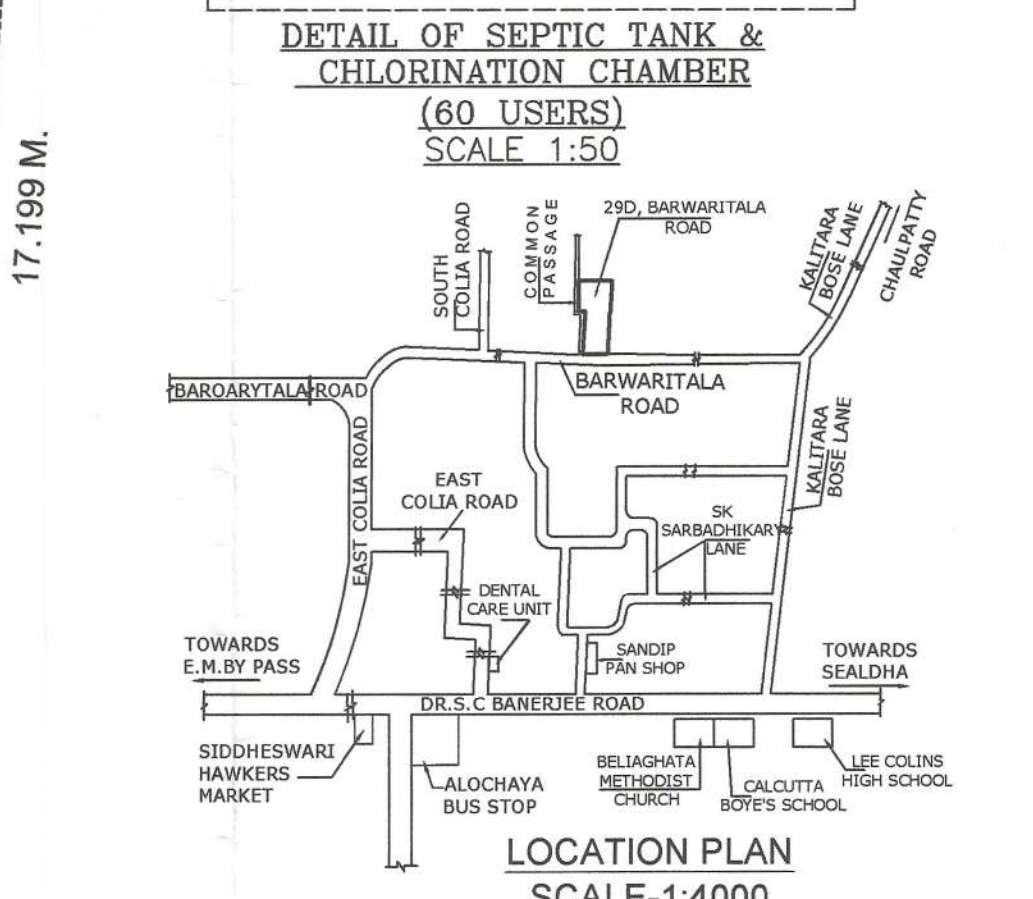 DETAIL OF SEPTIC TANK &
CHLORINATION CHAMBER
(60 USERS)
SCALE 1:50
17.199 M.
SOUTH
COLIA ROAD
COMMON
PASSAGE
29D, BARWARITALA
ROAD
KALITARA
BOSE LANE
CHAULPATTY
ROAD
BAROARYTALA ROAD
BARWARITALA
ROAD
EAST COLIA ROAD
EAST
COLIA ROAD
KALITARA
BOSE LANE
SK
SARBADHIKARY
LANE
DENTAL
CARE UNIT
TOWARDS
E.M.BY PASS
SANDIP
PAN SHOP
TOWARDS
SEALDHA
DR.S.C BANERJEE ROAD
SIDDHESWARI
HAWKERS
MARKET
ALOCHAYA
BUS STOP
BELIAGHATA
METHODIST
CHURCH
CALCUTTA
BOYE'S SCHOOL
LEE COLINS
HIGH SCHOOL
LOCATION PLAN
SCALE-1:4000